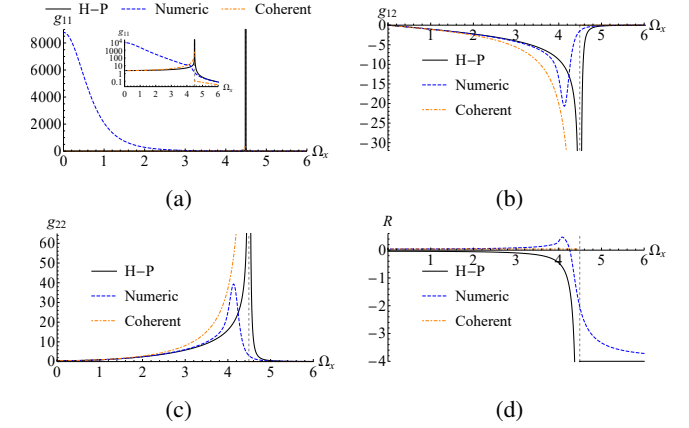 H−P Numeric Coherent
g11
8000
6000
4000
2000
0
0 1 2 3 4 5 6
Ωx
g11
10^4
1000
100
10
1
0.1
0 1 2 3 4 5 6
Ωx
(a)
g12
0
−5
−10
−15
−20
−25
−30
1 2 3 4 5 6
Ωx
H−P
Numeric
Coherent
(b)
g22
60
50
40
30
20
10
0
0 1 2 3 4 5 6
Ωx
H−P
Numeric
Coherent
(c)
R
0
−1
−2
−3
−4
1 2 3 4 5 6
Ωx
H−P
Numeric
Coherent
(d)